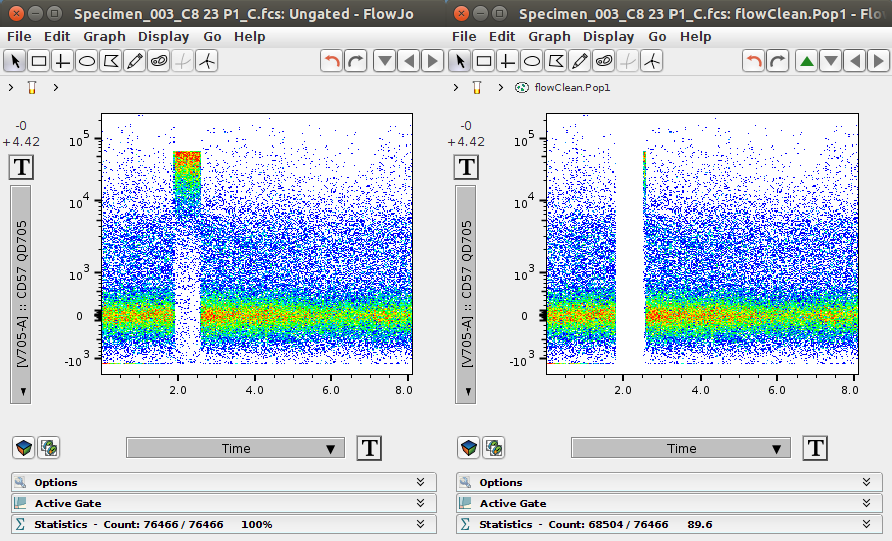 Specimen_003_C8 23 P1_C.fcs: Ungated - FlowJo
File Edit Graph Display Go Help
-0
+4.42
T
[V705-A] :: CD57 QD705
10^5
10^4
10^3
0
-10^3
2.0 4.0 6.0 8.0
Time
T
Options
Active Gate
Σ Statistics - Count: 76466 / 76466 100%
Specimen_003_C8 23 P1_C.fcs: flowClean.Pop1 - Flo
File Edit Graph Display Go Help
flowClean.Pop1
-0
+4.42
T
[V705-A] :: CD57 QD705
10^5
10^4
10^3
0
-10^3
2.0 4.0 6.0 8.0
Time
T
Options
Active Gate
Σ Statistics - Count: 68504 / 76466 89.6